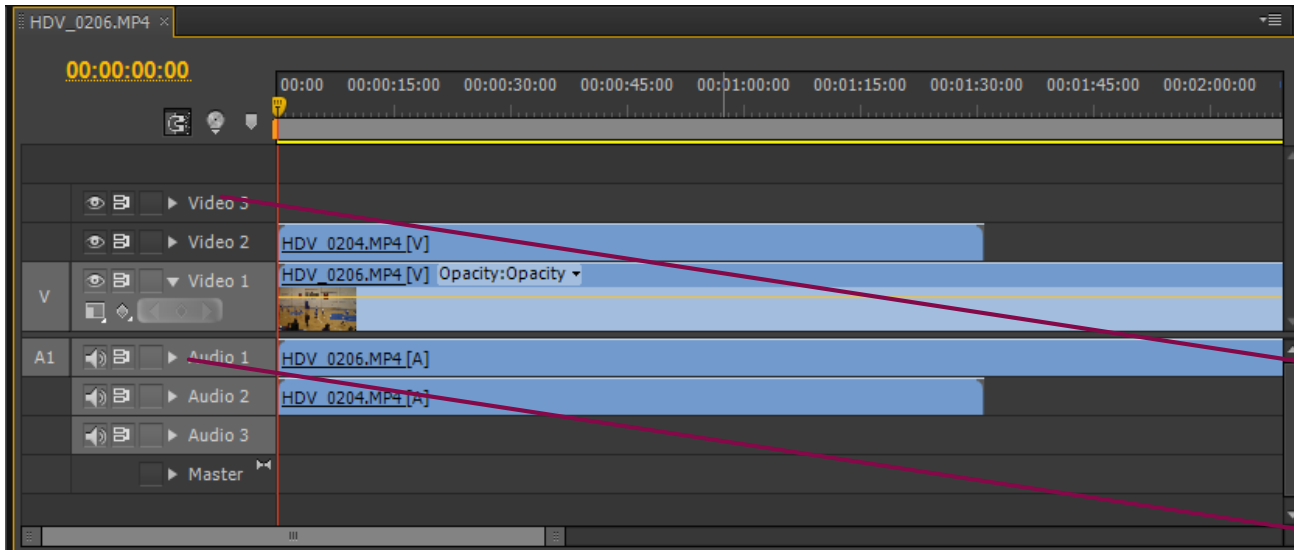 HDV_0206.MP4 ×
00:00:00:00
00:00 00:00:15:00 00:00:30:00 00:00:45:00 00:01:00:00 00:01:15:00 00:01:30:00 00:01:45:00 00:02:00:00
Video 3
Video 2 HDV_0204.MP4 [V]
V Video 1 HDV_0206.MP4 [V] Opacity:Opacity
A1 Audio 1 HDV_0206.MP4 [A]
Audio 2 HDV_0204.MP4 [A]
Audio 3
Master